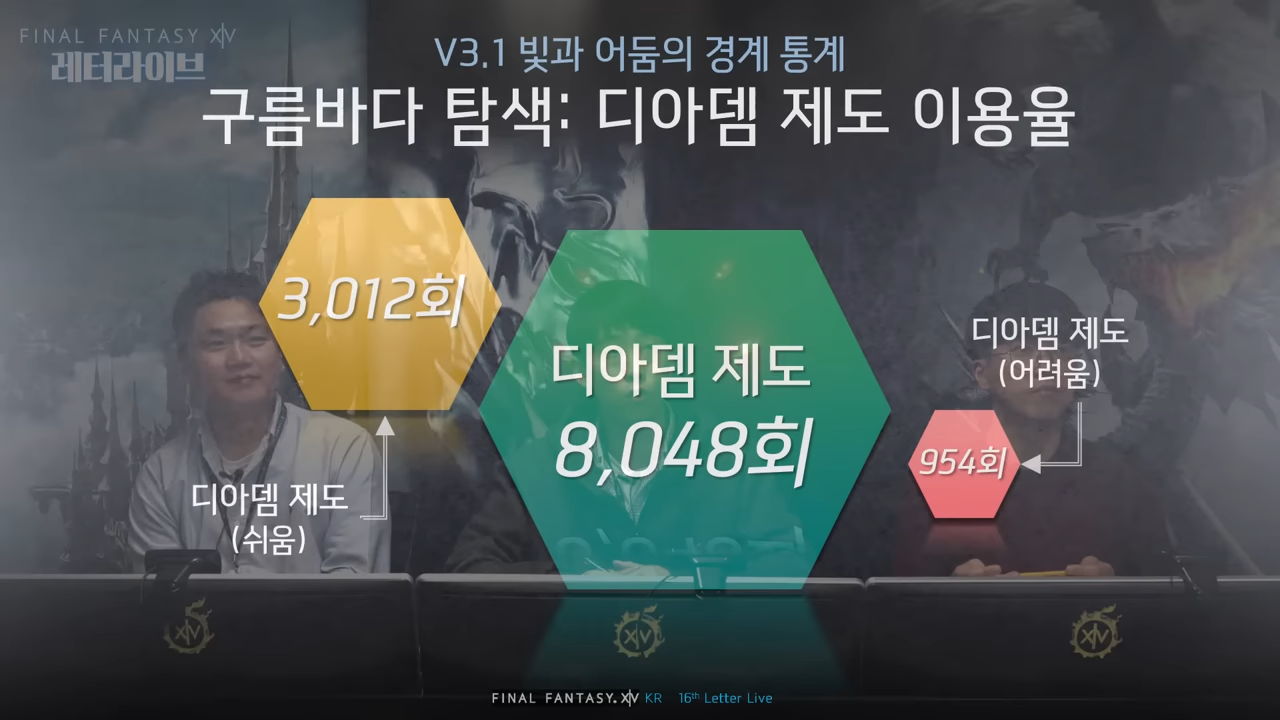 FINAL FANTASY XIV
레터라이브
V3.1 빛과 어둠의 경계 통계
구름바다 탐색: 디아뎀 제도 이용율
3,012회
디아뎀 제도
(쉬움)
디아뎀 제도
8,048회
디아뎀 제도
(어려움)
954회
XIV
XIV
XIV
FINAL FANTASY XIV KR 16th Letter Live